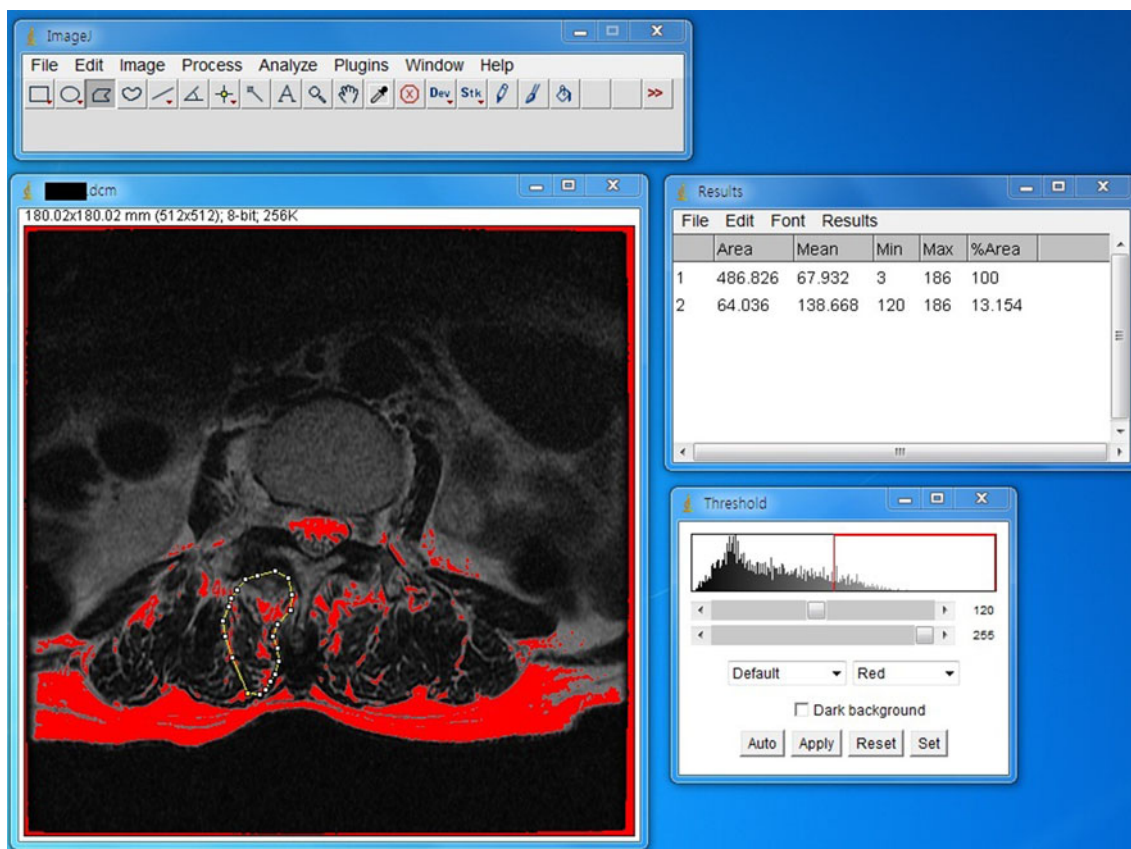 ImageJ
File Edit Image Process Analyze Plugins Window Help
A Dev Stk >>
.dcm
180.02x180.02 mm (512x512); 8-bit; 256K
Results
File Edit Font Results
Area Mean Min Max %Area
1 486.826 67.932 3 186 100
2 64.036 138.668 120 186 13.154
Threshold
120
255
Default Red
Dark background
Auto Apply Reset Set